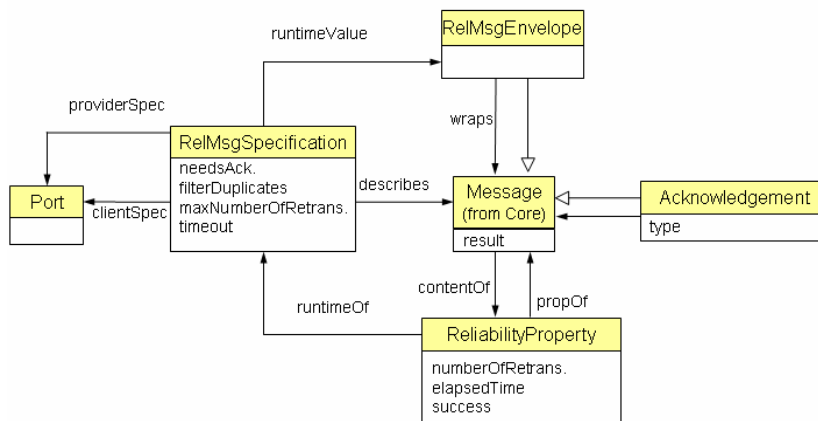 RelMsgEnvelope
runtimeValue
providerSpec
wraps
RelMsgSpecification
needsAck.
filterDuplicates
maxNumberOfRetrans.
timeout
describes
Port
clientSpec
Message
(from Core)
result
Acknowledgement
type
contentOf
propOf
runtimeOf
ReliabilityProperty
numberOfRetrans.
elapsedTime
success